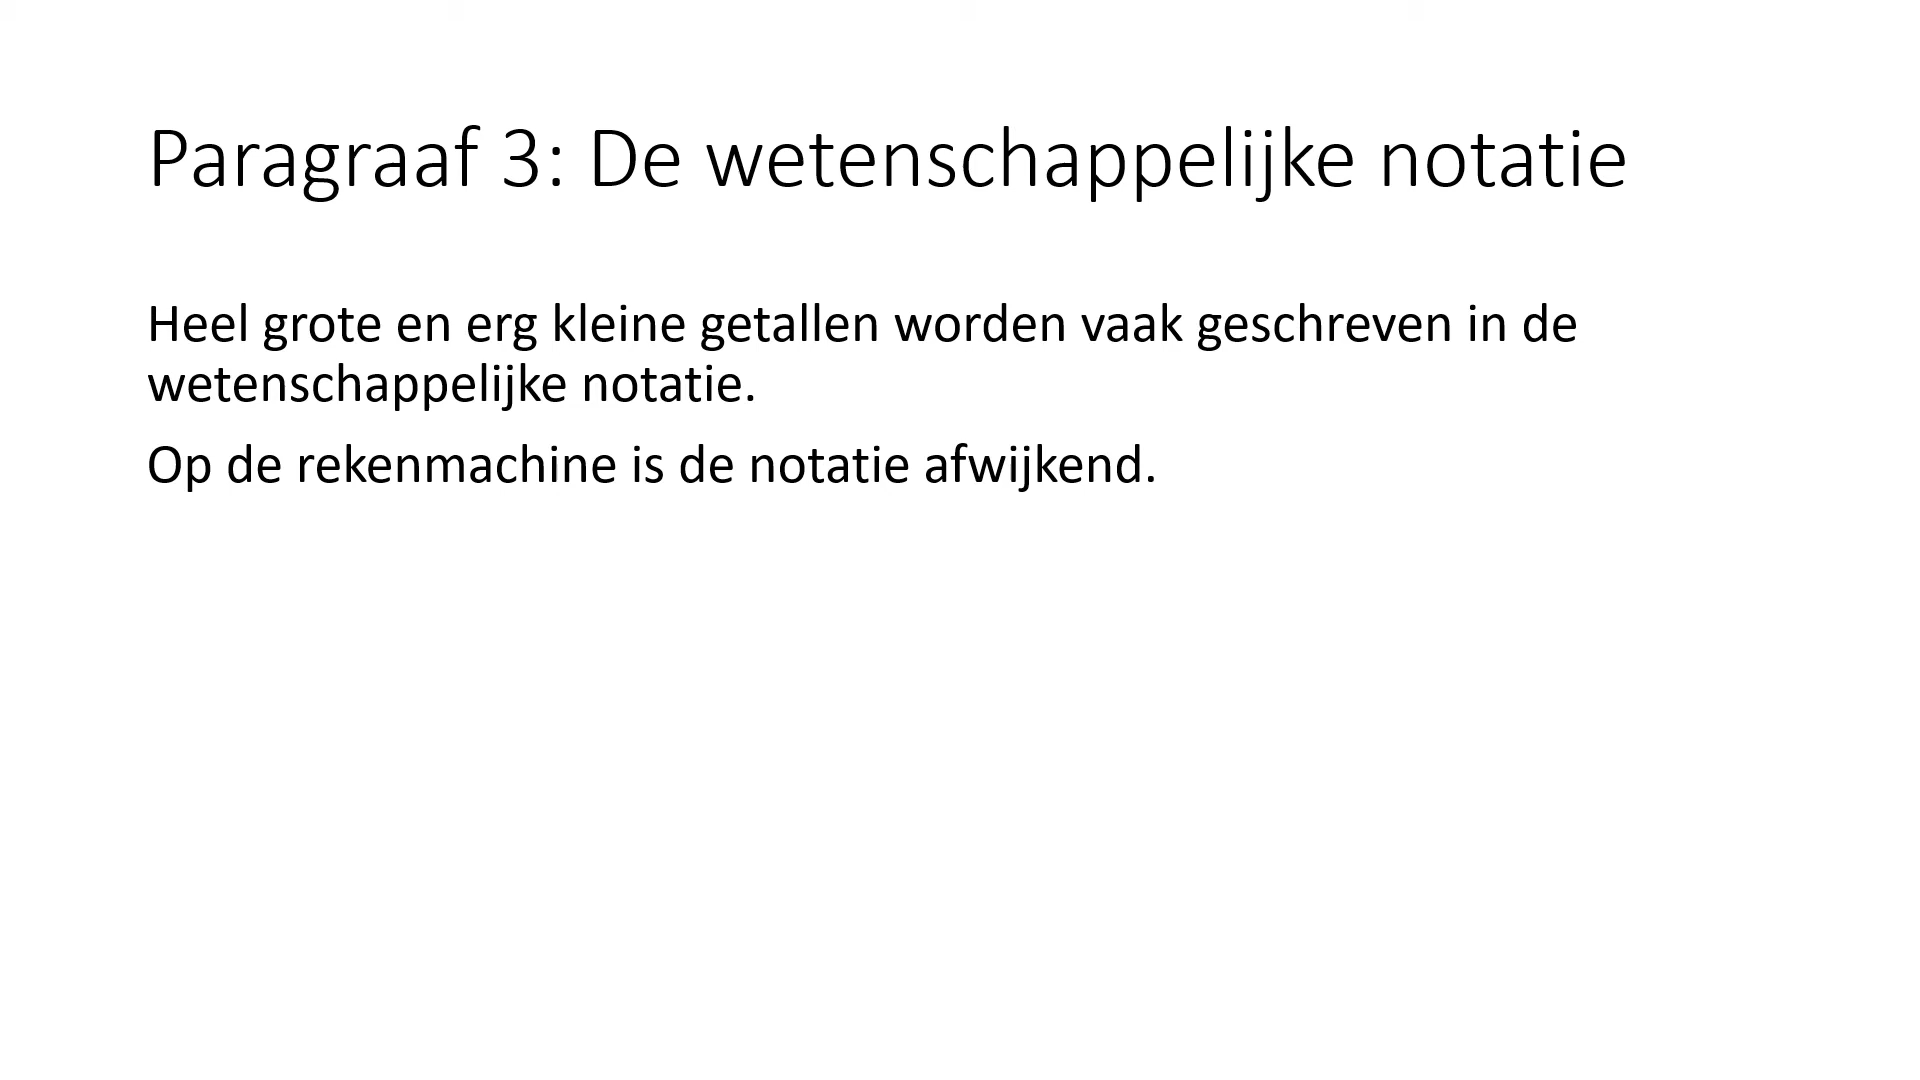 Paragraaf 3: De wetenschappelijke notatie
Heel grote en erg kleine getallen worden vaak geschreven in de
wetenschappelijke notatie.
Op de rekenmachine is de notatie afwijkend.